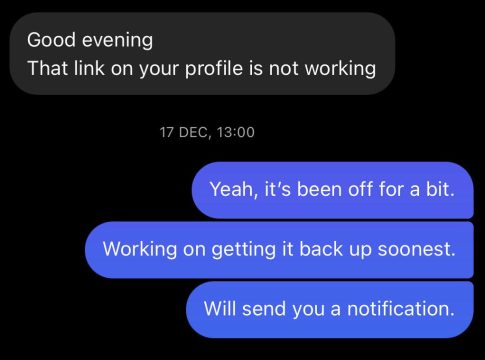 Good evening
That link on your profile is not working
17 DEC, 13:00
Yeah, it’s been off for a bit.
Working on getting it back up soonest.
Will send you a notification.